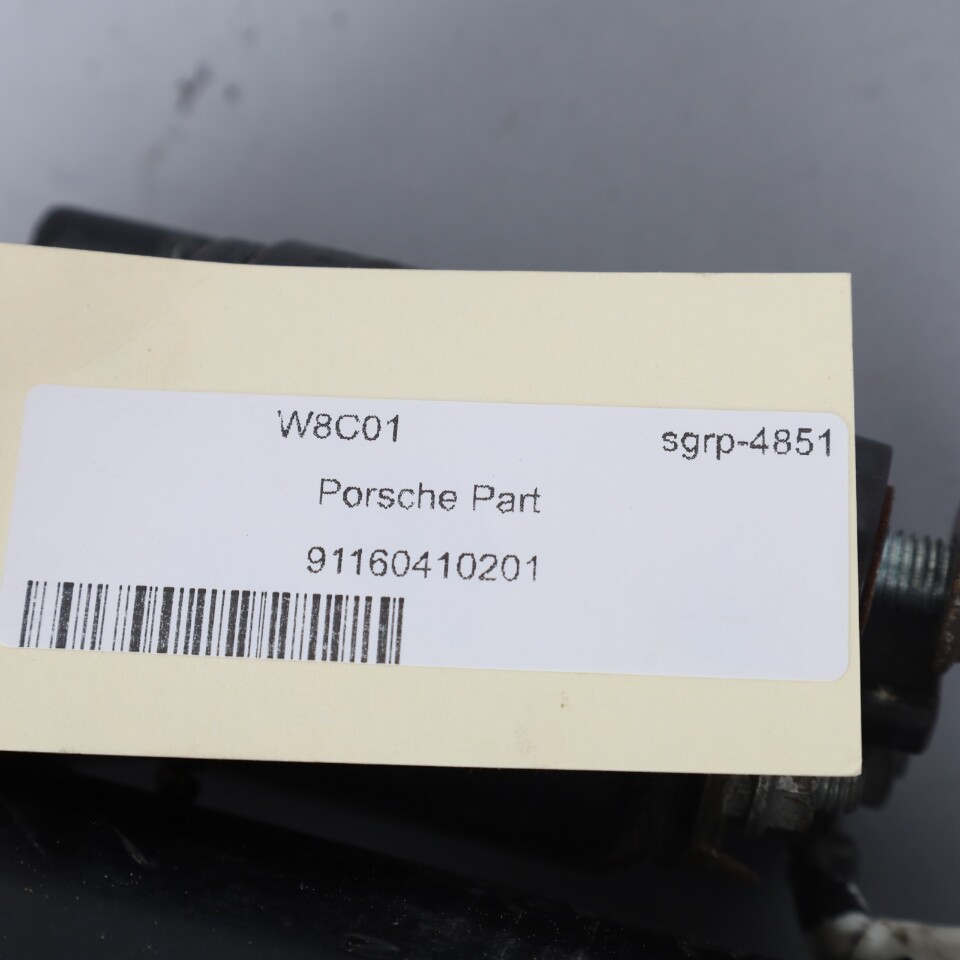 W8C01
sgrp-4851
Porsche Part
91160410201